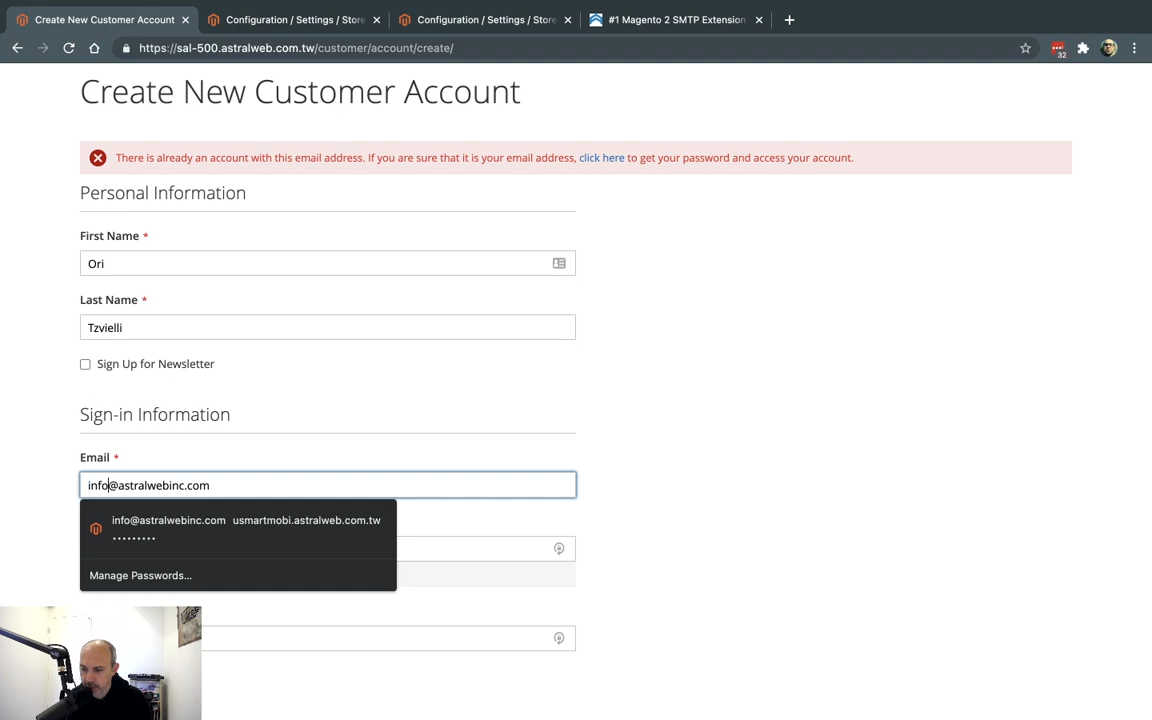 Create New Customer Account
Configuration / Settings / Store
Configuration / Settings / Store
#1 Magento 2 SMTP Extension
https://sal-500.astralweb.com.tw/customer/account/create/
32
Create New Customer Account
There is already an account with this email address. If you are sure that it is your email address, click here to get your password and access your account.
Personal Information
First Name *
Ori
Last Name *
Tzvielli
Sign Up for Newsletter
Sign-in Information
Email *
info@astralwebinc.com
info@astralwebinc.com usmartmobi.astralweb.com.tw
•••••••••
Manage Passwords...